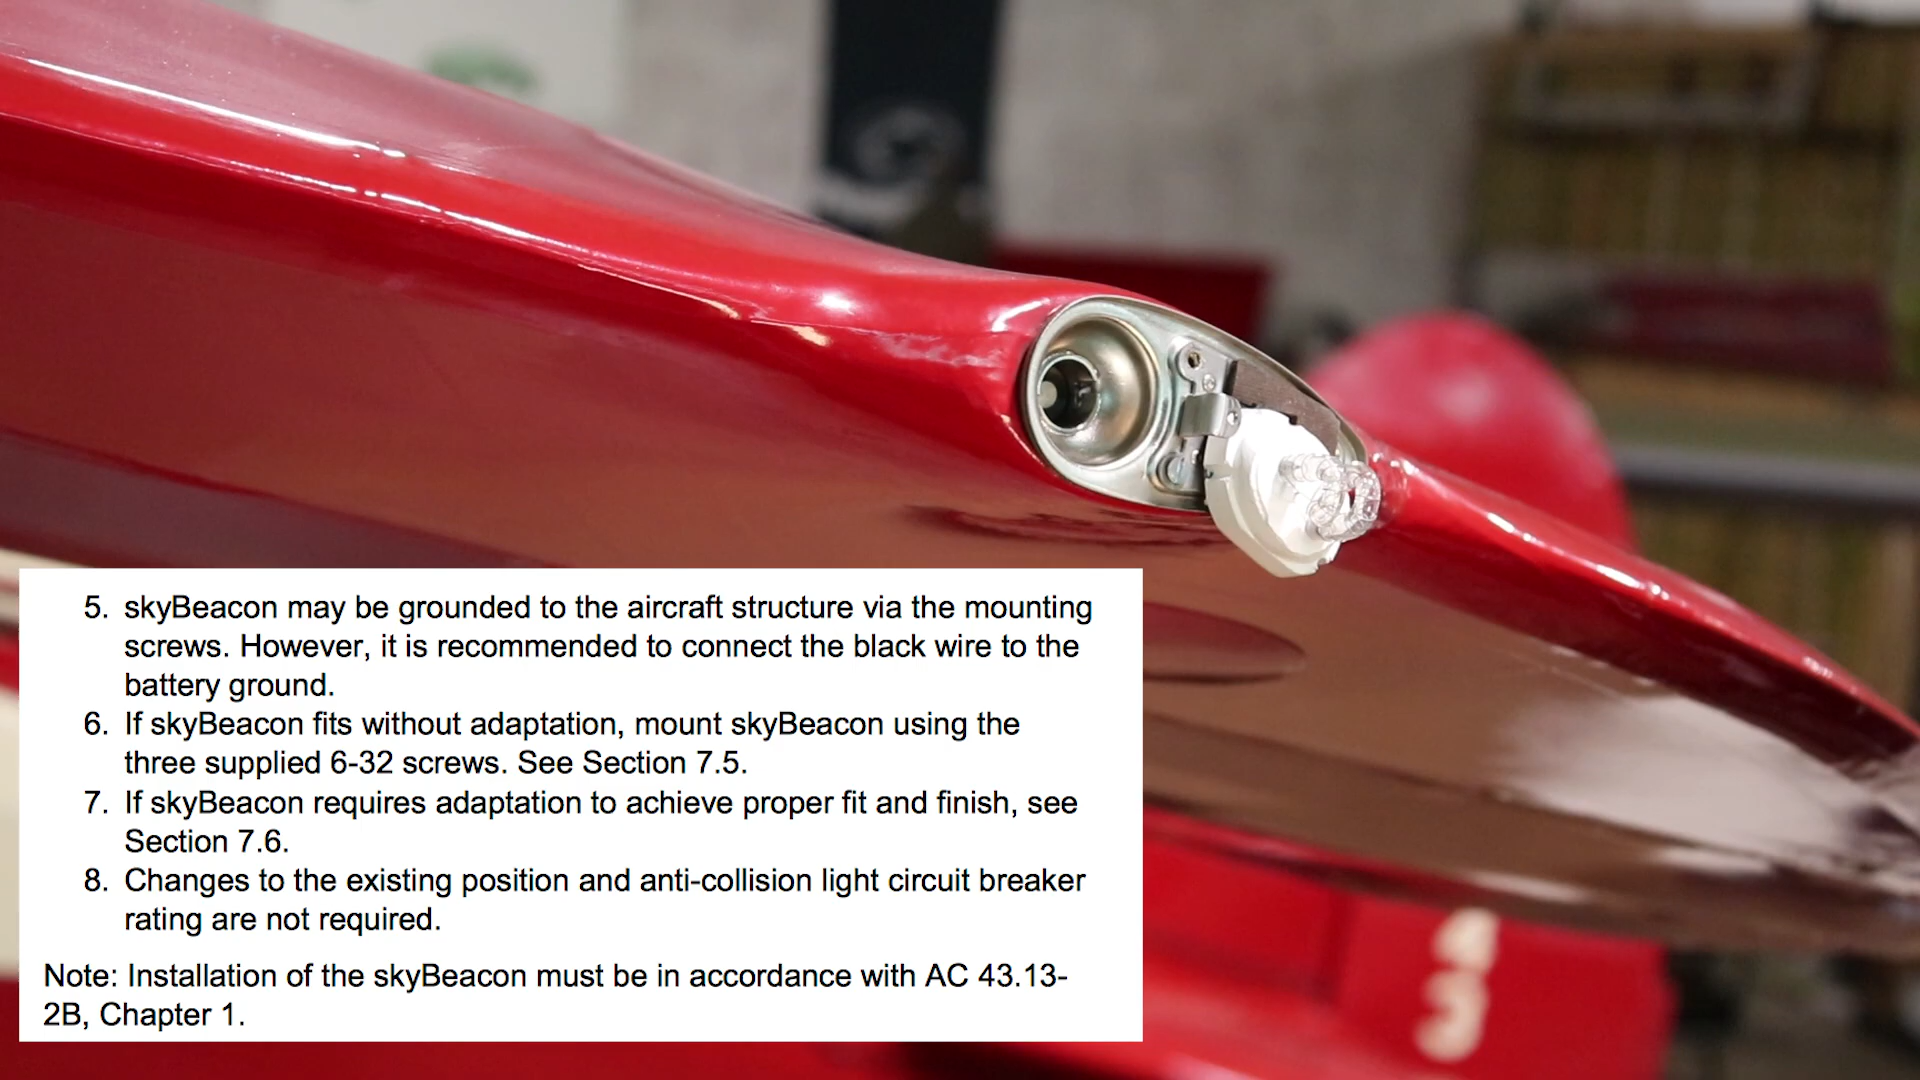 5. skyBeacon may be grounded to the aircraft structure via the mounting
screws. However, it is recommended to connect the black wire to the
battery ground.
6. If skyBeacon fits without adaptation, mount skyBeacon using the
three supplied 6-32 screws. See Section 7.5.
7. If skyBeacon requires adaptation to achieve proper fit and finish, see
Section 7.6.
8. Changes to the existing position and anti-collision light circuit breaker
rating are not required.
Note: Installation of the skyBeacon must be in accordance with AC 43.13-
2B, Chapter 1.